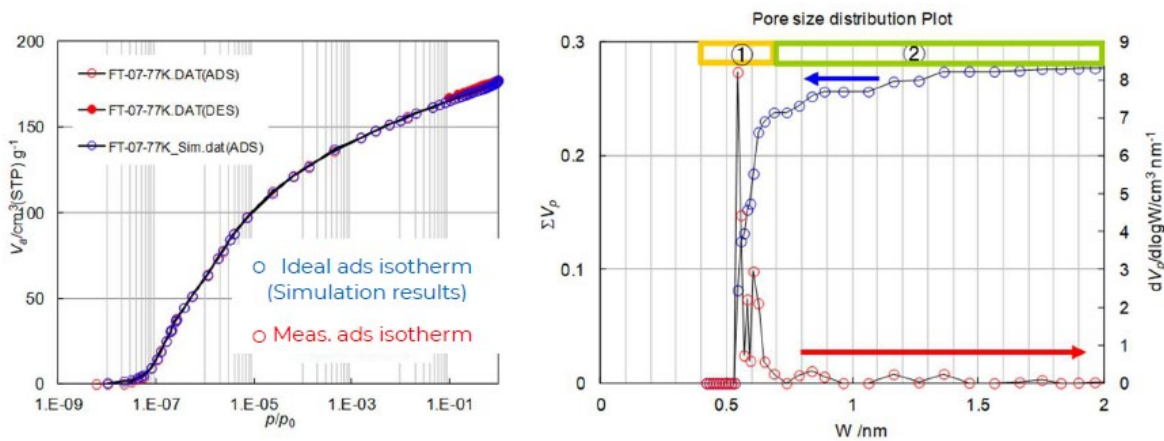 FT-07-77K.DAT(ADS)
FT-07-77K.DAT(DES)
FT-07-77K_Sim.dat(ADS)
Ideal ads isotherm
(Simulation results)
Meas. ads isotherm
200
150
100
50
0
Vₐ/cm³(STP) g⁻¹
1.E-09
1.E-07
1.E-05
1.E-03
1.E-01
p/p₀
Pore size distribution Plot
①
②
0.3
0.2
0.1
0
ΣVₚ
9
8
7
6
5
4
3
2
1
0
dVₚ/dlogW/cm³ nm⁻¹
0
0.5
1
1.5
2
W /nm